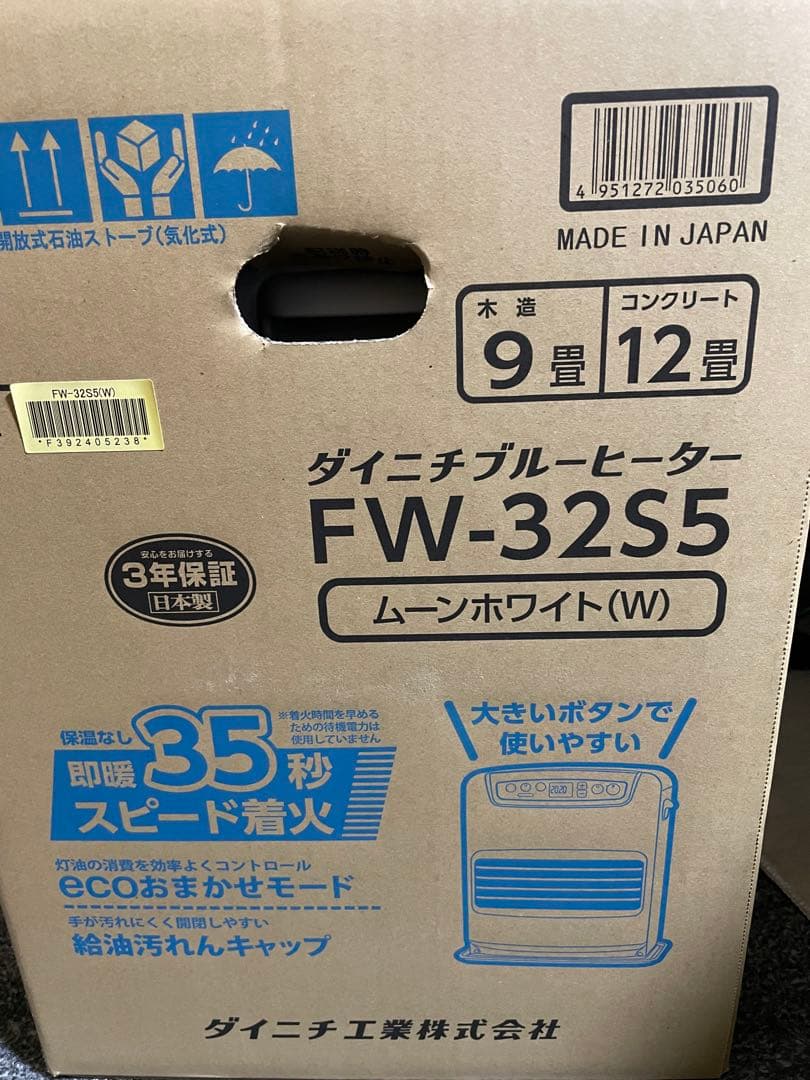 4 951272 035060
MADE IN JAPAN
開放式石油ストーブ(気化式)
木造
9畳
コンクリート
12畳
FW-32S5(W)
*F392405238*
ダイニチブルーヒーター
FW-32S5
ムーンホワイト(W)
安心をお届けする
3年保証
日本製
保温なし
即暖35秒
スピード着火
※着火時間を早める
ための待機電力は
使用していません
大きいボタンで
使いやすい
2020
灯油の消費を効率よくコントロール
ecoおまかせモード
手が汚れにくく開閉しやすい
給油汚れんキャップ
ダイニチ工業株式会社